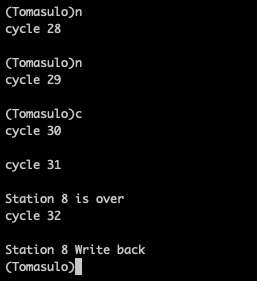 (Tomasulo)n
cycle 28
(Tomasulo)n
cycle 29
(Tomasulo)c
cycle 30
cycle 31
Station 8 is over
cycle 32
Station 8 Write back
(Tomasulo)